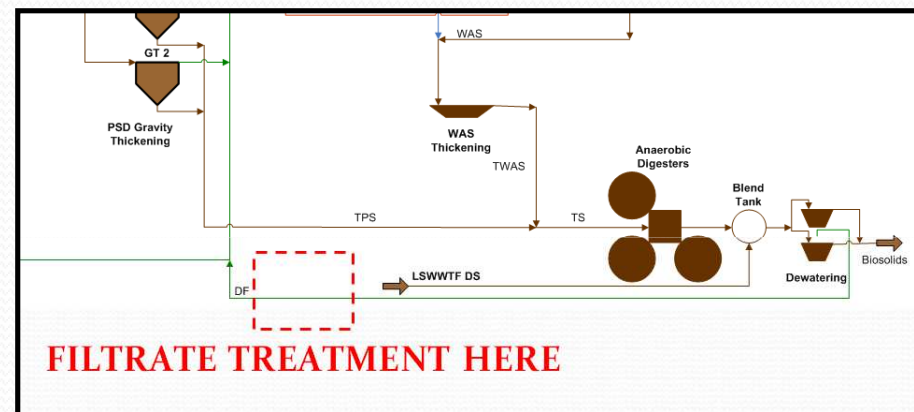 WAS
GT 2
PSD Gravity
Thickening
WAS
Thickening
TWAS
Anaerobic
Digesters
Blend
Tank
TPS
TS
Biosolids
Dewatering
LSWWTF DS
DF
FILTRATE TREATMENT HERE